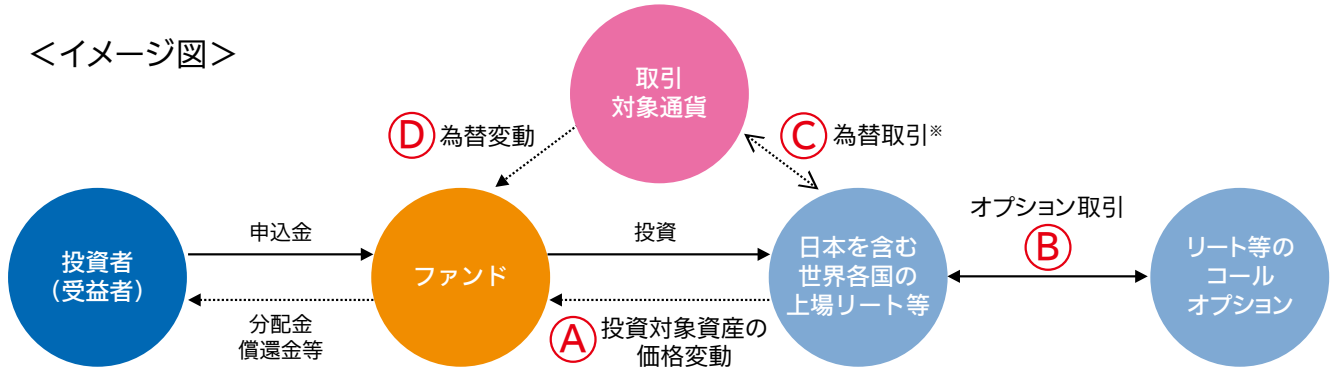 <イメージ図>
取引
対象通貨
D 為替変動
C 為替取引※
投資者
(受益者)
申込金
分配金
償還金等
ファンド
投資
A 投資対象資産の
価格変動
日本を含む
世界各国の
上場リート等
オプション取引
B
リート等の
コール
オプション